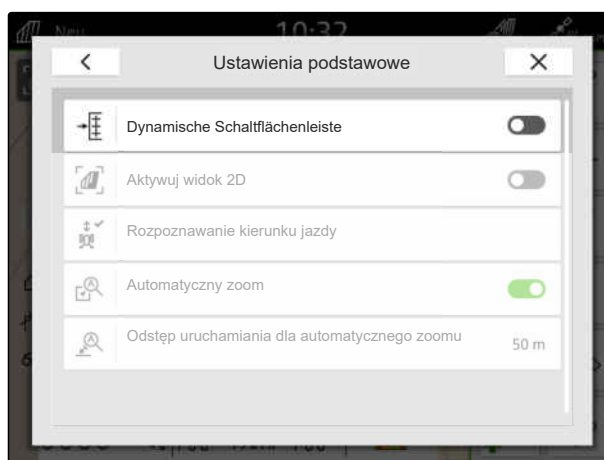 Neu 10:32
Ustawienia podstawowe
Dynamische Schaltflächenleiste
Aktywuj widok 2D
Rozpoznawanie kierunku jazdy
Automatyczny zoom
Odstęp uruchamiania dla automatycznego zoomu
50 m